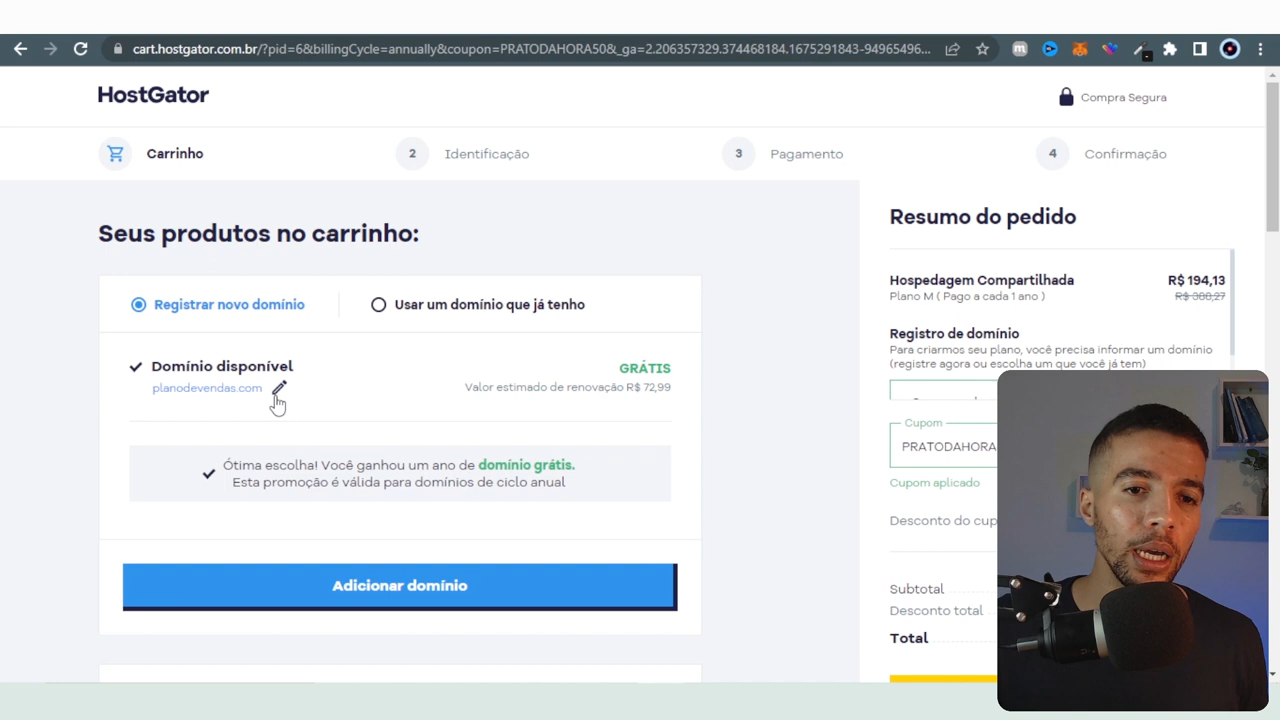 cart.hostgator.com.br/?pid=6&billingCycle=annually&coupon=PRATODAHORA50&_ga=2.206357329.374468184.1675291843-94965496...
HostGator
Compra Segura
Carrinho
2 Identificação
3 Pagamento
4 Confirmação
Seus produtos no carrinho:
Registrar novo domínio
Usar um domínio que já tenho
Domínio disponível
GRÁTIS
planodevendas.com
Valor estimado de renovação R$ 72,99
Ótima escolha! Você ganhou um ano de domínio grátis.
Esta promoção é válida para domínios de ciclo anual
Adicionar domínio
Resumo do pedido
Hospedagem Compartilhada R$ 194,13
Plano M ( Pago a cada 1 ano ) R$ 388,27
Registro de domínio
Para criarmos seu plano, você precisa informar um domínio
(registre agora ou escolha um que você já tem)
Cupom
PRATODAHORA
Cupom aplicado
Desconto do cup
Subtotal
Desconto total
Total